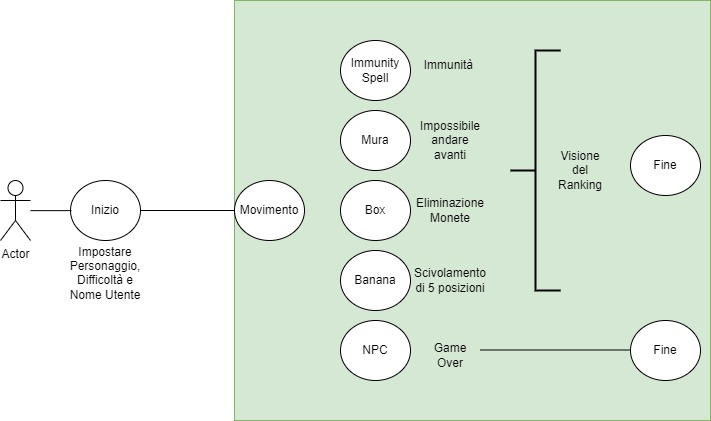 Actor
Inizio
Impostare
Personaggio,
Difficoltà e
Nome Utente
Movimento
Immunity
Spell
Immunità
Mura
Impossibile
andare
avanti
Box
Eliminazione
Monete
Banana
Scivolamento
di 5 posizioni
NPC
Game
Over
Visione
del
Ranking
Fine
Fine